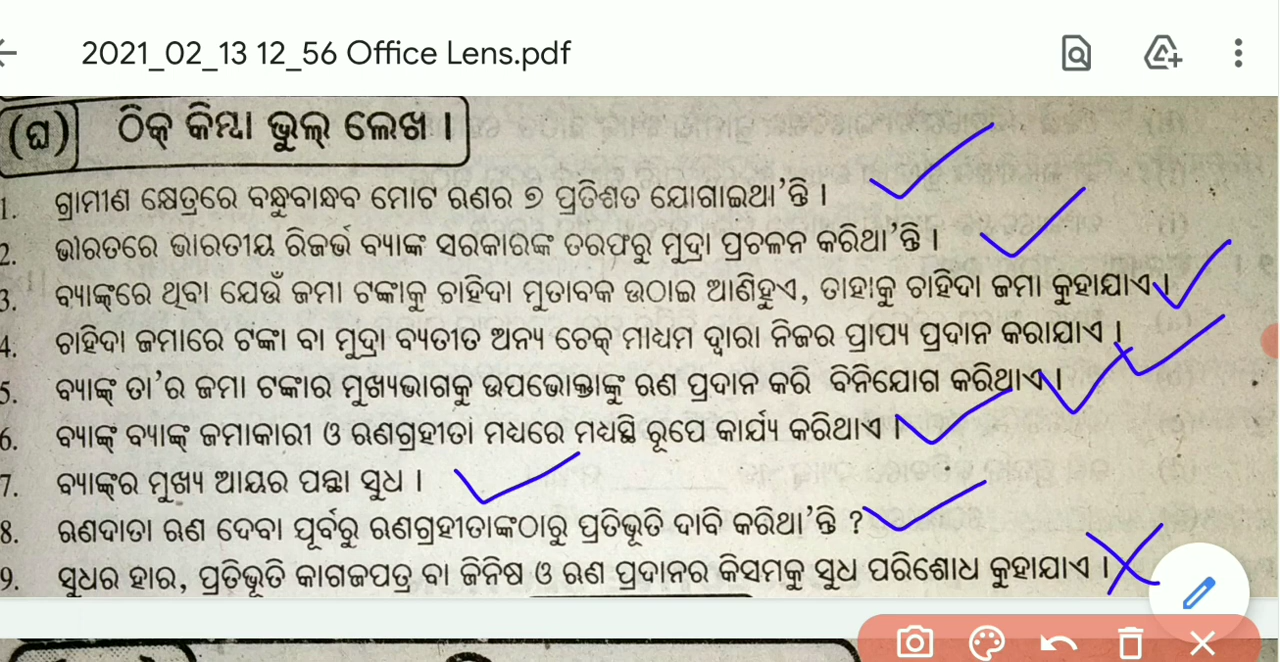 2021_02_13 12_56 Office Lens.pdf
(ଘ) ଠିକ୍ କିମ୍ବା ଭୁଲ୍ ଲେଖ ।
1. ଗ୍ରାମୀଣ କ୍ଷେତ୍ରରେ ବନ୍ଧୁବାନ୍ଧବ ମୋଟ ଋଣର ୭ ପ୍ରତିଶତ ଯୋଗାଇଥା'ନ୍ତି ।
2. ଭାରତରେ ଭାରତୀୟ ରିଜର୍ଭ ବ୍ୟାଙ୍କ ସରକାରଙ୍କ ତରଫରୁ ମୁଦ୍ରା ପ୍ରଚଳନ କରିଥା'ନ୍ତି ।
3. ବ୍ୟାଙ୍କ୍‌ରେ ଥିବା ଯେଉଁ ଜମା ଟଙ୍କାକୁ ଚାହିଦା ମୁତାବକ ଉଠାଇ ଆଣିହୁଏ, ତାହାକୁ ଚାହିଦା ଜମା କୁହାଯାଏ ।
4. ଚାହିଦା ଜମାରେ ଟଙ୍କା ବା ମୁଦ୍ରା ବ୍ୟତୀତ ଅନ୍ୟ ଚେକ୍ ମାଧ୍ୟମ ଦ୍ୱାରା ନିଜର ପ୍ରାପ୍ୟ ପ୍ରଦାନ କରାଯାଏ ।
5. ବ୍ୟାଙ୍କ୍ ତା'ର ଜମା ଟଙ୍କାର ମୁଖ୍ୟଭାଗକୁ ଉପଭୋକ୍ତାଙ୍କୁ ଋଣ ପ୍ରଦାନ କରି ବିନିଯୋଗ କରିଥାଏ ।
6. ବ୍ୟାଙ୍କ୍ ବ୍ୟାଙ୍କ୍ ଜମାକାରୀ ଓ ଋଣଗ୍ରହୀତା ମଧ୍ୟରେ ମଧ୍ୟସ୍ଥି ରୂପେ କାର୍ଯ୍ୟ କରିଥାଏ ।
7. ବ୍ୟାଙ୍କ୍‌ର ମୁଖ୍ୟ ଆୟର ପନ୍ଥା ସୁଧ ।
8. ଋଣଦାତା ଋଣ ଦେବା ପୂର୍ବରୁ ଋଣଗ୍ରହୀତାଙ୍କଠାରୁ ପ୍ରତିଭୂତି ଦାବି କରିଥା'ନ୍ତି ?
9. ସୁଧର ହାର, ପ୍ରତିଭୂତି କାଗଜପତ୍ର ବା ଜିନିଷ ଓ ଋଣ ପ୍ରଦାନର କିସମକୁ ସୁଧ ପରିଶୋଧ କୁହାଯାଏ ।